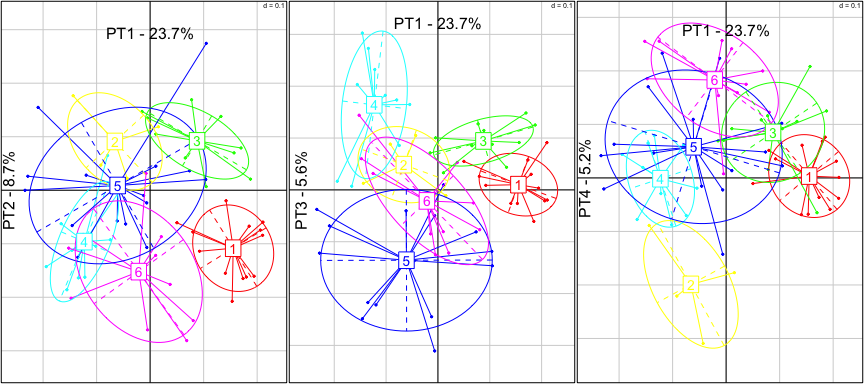 d = 0.1
PT1 - 23.7%
PT2 - 8.7%
1
2
3
4
5
6
d = 0.1
PT1 - 23.7%
PT3 - 5.6%
1
3
4
5
6
d = 0.1
PT1 - 23.7%
PT4 - 5.2%
1
2
3
4
5
6